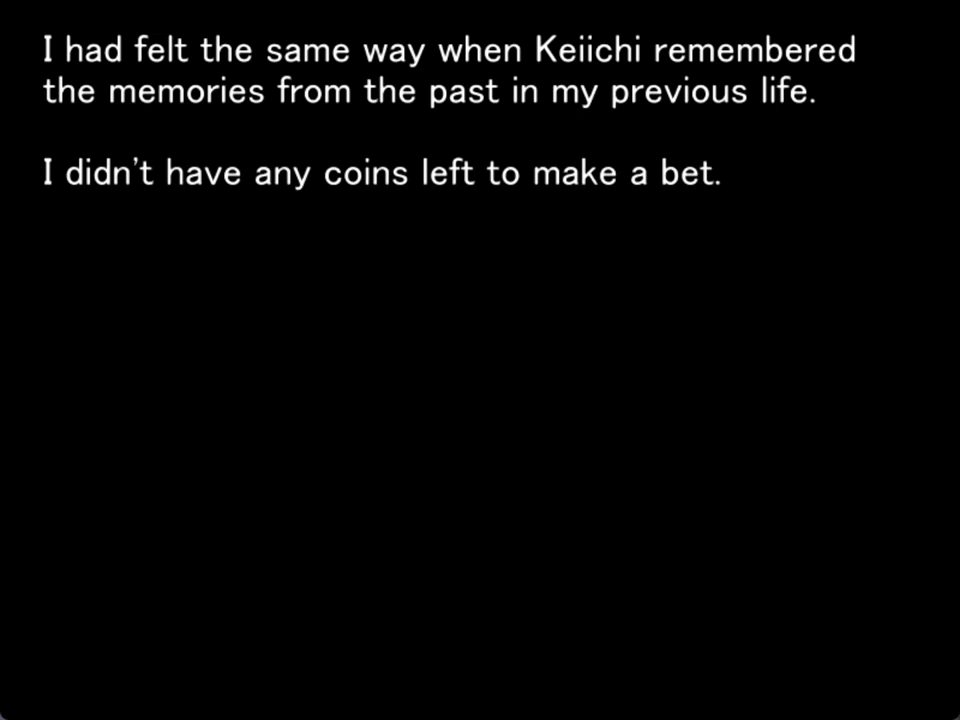 I had felt the same way when Keiichi remembered
the memories from the past in my previous life.
I didn't have any coins left to make a bet.